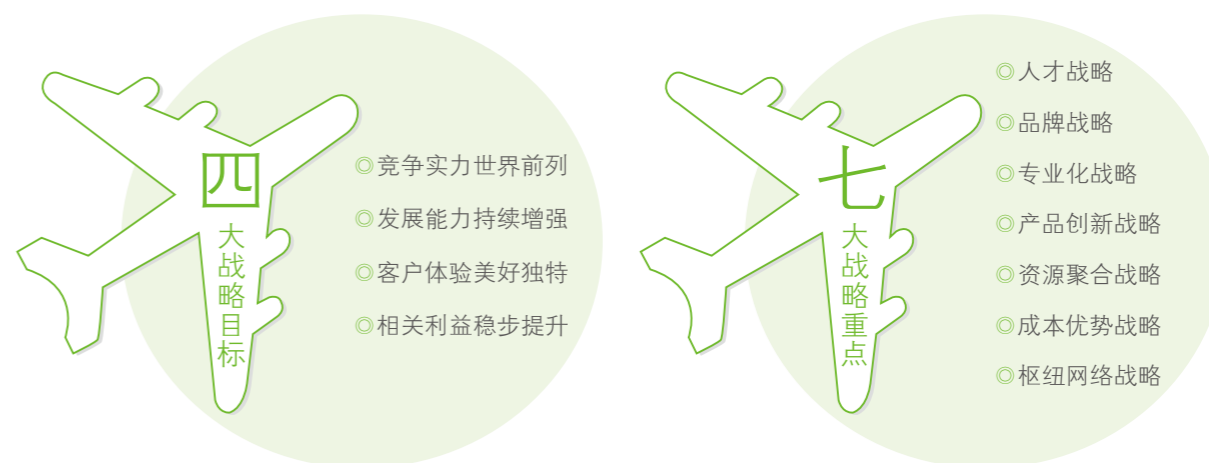 四
大战略目标
◎竞争实力世界前列
◎发展能力持续增强
◎客户体验美好独特
◎相关利益稳步提升
七
大战略重点
◎人才战略
◎品牌战略
◎专业化战略
◎产品创新战略
◎资源聚合战略
◎成本优势战略
◎枢纽网络战略